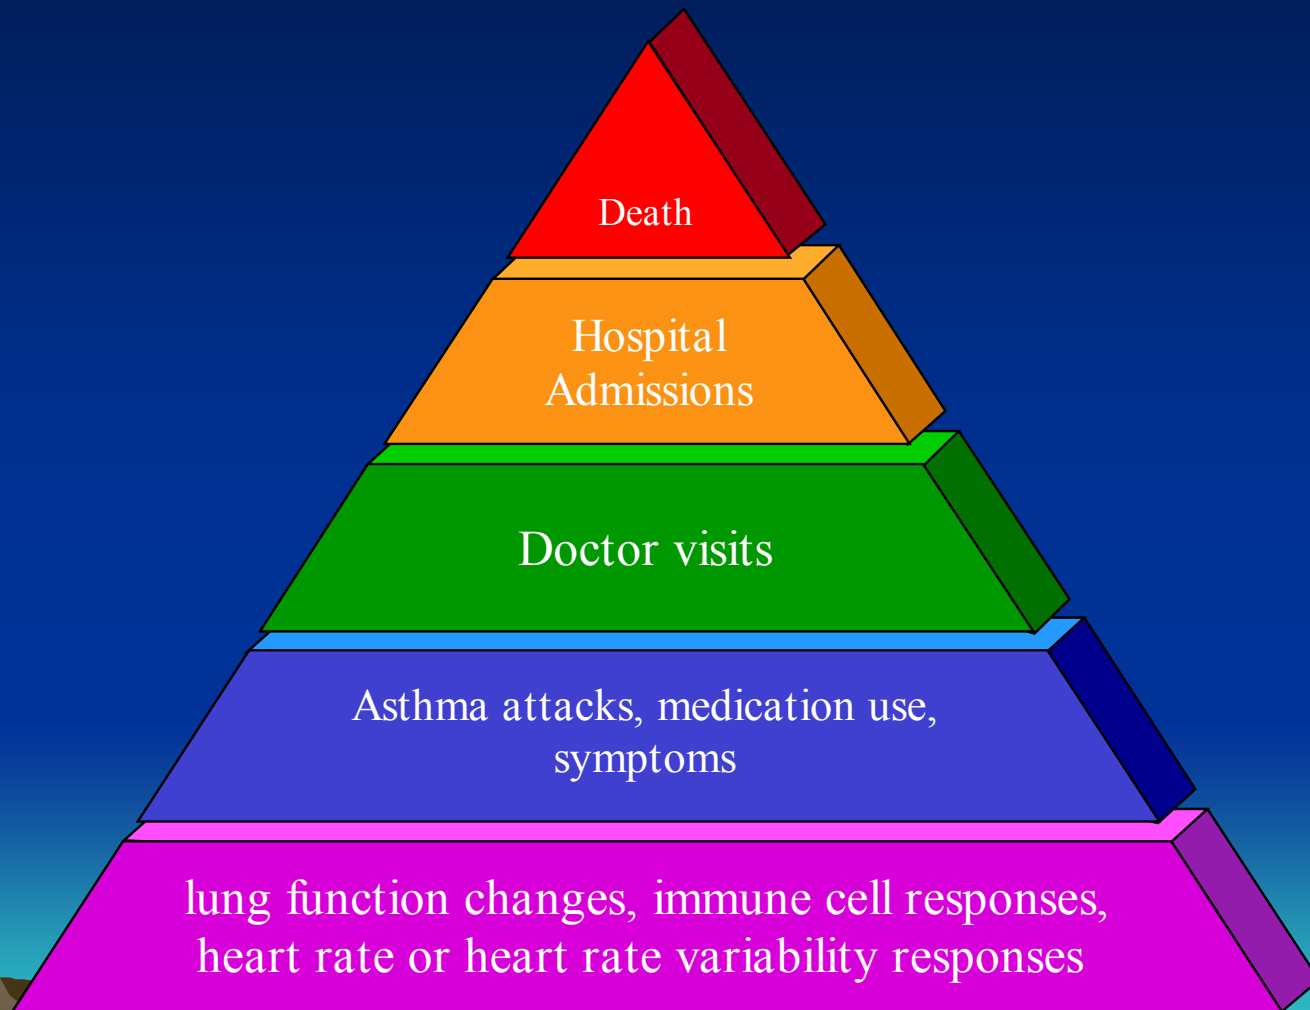 Death
Hospital
Admissions
Doctor visits
Asthma attacks, medication use,
symptoms
lung function changes, immune cell responses,
heart rate or heart rate variability responses